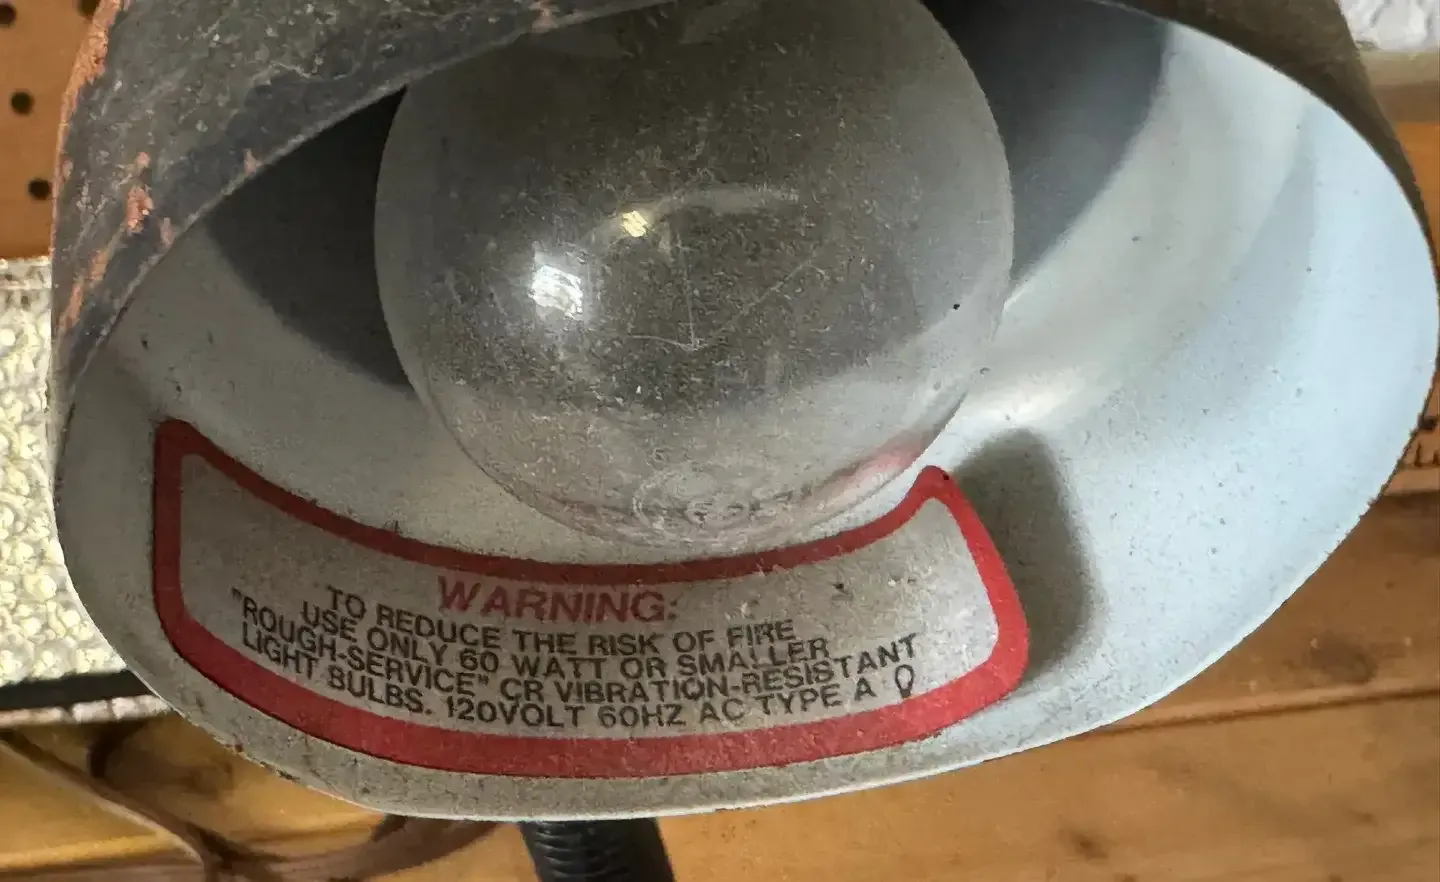 WARNING:
TO REDUCE THE RISK OF FIRE
USE ONLY 60 WATT OR SMALLER
"ROUGH-SERVICE" CR VIBRATION-RESISTANT
LIGHT BULBS. 120VOLT 60HZ AC TYPE A